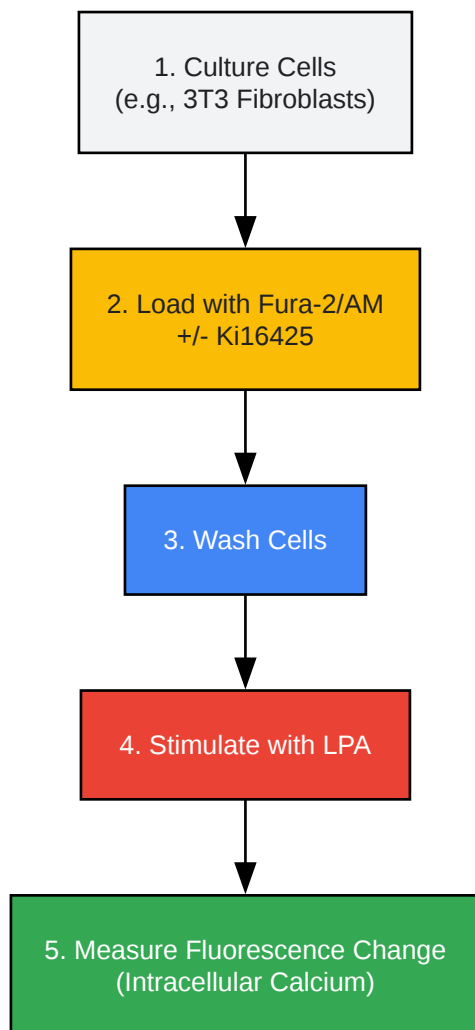 1. Culture Cells
(e.g., 3T3 Fibroblasts)
2. Load with Fura-2/AM
+/- Ki16425
3. Wash Cells
4. Stimulate with LPA
5. Measure Fluorescence Change
(Intracellular Calcium)